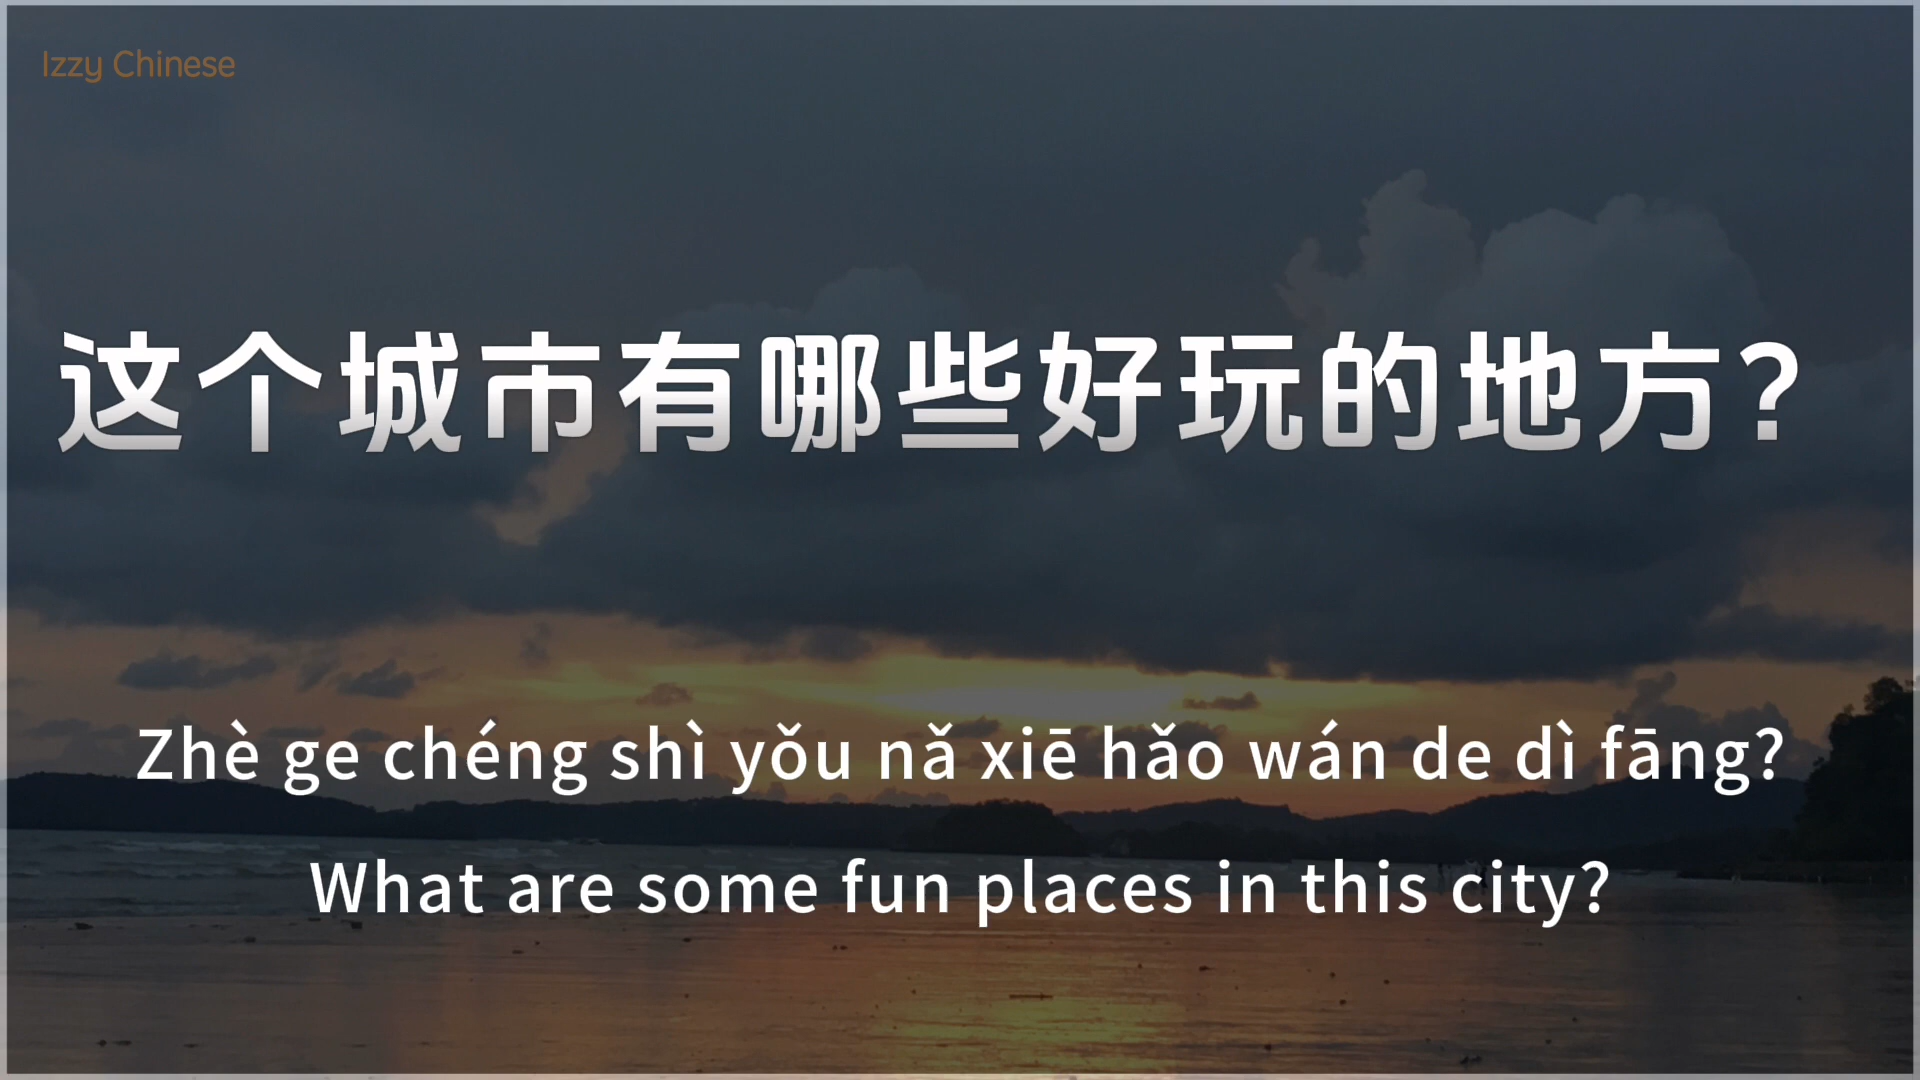 Izzy Chinese
这个城市有哪些好玩的地方？
Zhè ge chéng shì yǒu nǎ xiē hǎo wán de dì fāng?
What are some fun places in this city?